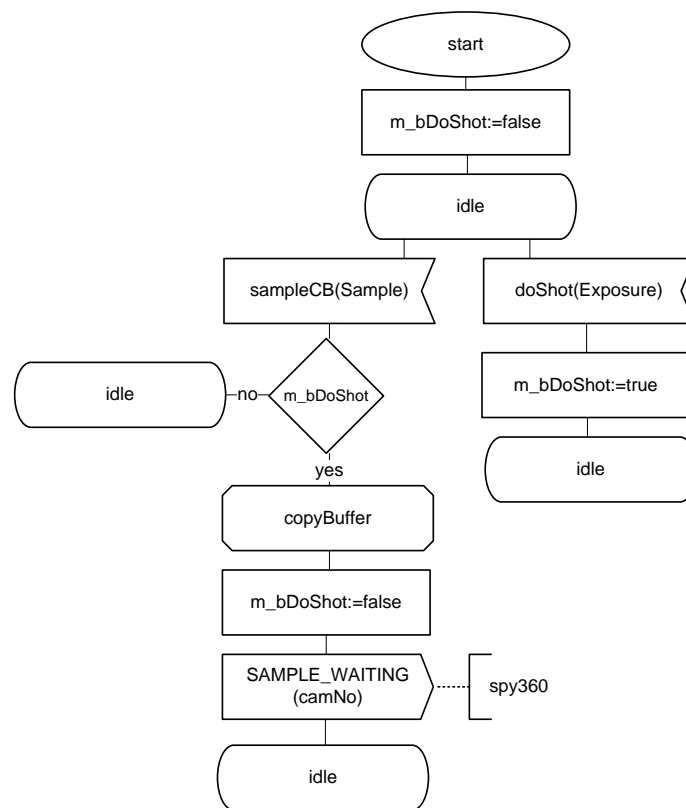 start
m_bDoShot:=false
idle
sampleCB(Sample)
doShot(Exposure)
idle
no
m_bDoShot
m_bDoShot:=true
yes
idle
copyBuffer
m_bDoShot:=false
SAMPLE_WAITING
(camNo)
spy360
idle